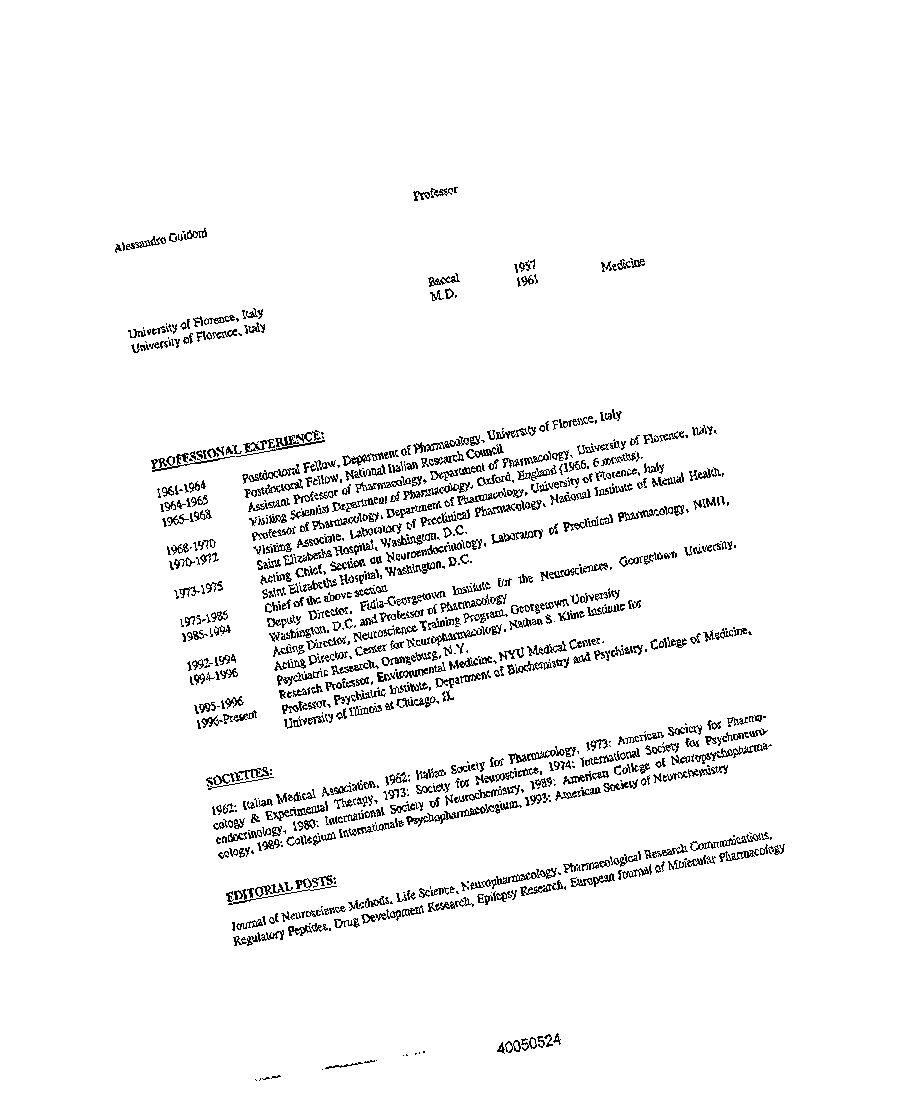 Professor
Alessandro Guidotti
Baccal 1957 Medicine
M.D. 1961
University of Florence, Italy
University of Florence, Italy
PROFESSIONAL EXPERIENCE:
1961-1964 Postdoctoral Fellow, Department of Pharmacology, University of Florence, Italy
1964-1965 Postdoctoral Fellow, National Italian Research Council
1965-1968 Assistant Professor of Pharmacology, Department of Pharmacology, University of Florence, Italy,
Visiting Scientist Department of Pharmacology, Oxford, England (1966, 6 months).
1968-1970 Professor of Pharmacology, Department of Pharmacology, University of Florence, Italy
1970-1972 Visiting Associate, Laboratory of Preclinical Pharmacology, National Institute of Mental Health,
Saint Elizabeths Hospital, Washington, D.C.
1973-1975 Acting Chief, Section on Neuroendocrinology, Laboratory of Preclinical Pharmacology, NIMH,
Saint Elizabeths Hospital, Washington, D.C.
1975-1985 Chief of the above section
1985-1994 Deputy Director, Fidia-Georgetown Institute for the Neurosciences, Georgetown University,
Washington, D.C. and Professor of Pharmacology
1992-1994 Acting Director, Neuroscience Training Program, Georgetown University
1994-1996 Acting Director, Center for Neuropharmacology, Nathan S. Kline Institute for
Psychiatric Research, Orangeburg, N.Y.
1995-1996 Research Professor, Environmental Medicine, NYU Medical Center.
1996-Present Professor, Psychiatric Institute, Department of Biochemistry and Psychiatry, College of Medicine,
University of Illinois at Chicago, IL
SOCIETIES:
1962: Italian Medical Association, 1962: Italian Society for Pharmacology, 1973: American Society for Pharma-
cology & Experimental Therapy, 1973: Society for Neuroscience, 1974: International Society for Psychoneuro-
endocrinology, 1980: International Society of Neurochemistry, 1989: American College of Neuropsychopharma-
cology, 1989: Collegium Internationale Psychopharmacologium, 1993: American Society of Neurochemistry
EDITORIAL POSTS:
Journal of Neuroscience Methods, Life Science, Neuropharmacology, Pharmacological Research Communications,
Regulatory Peptides, Drug Development Research, Epilepsy Research, European Journal of Molecular Pharmacology
40050524